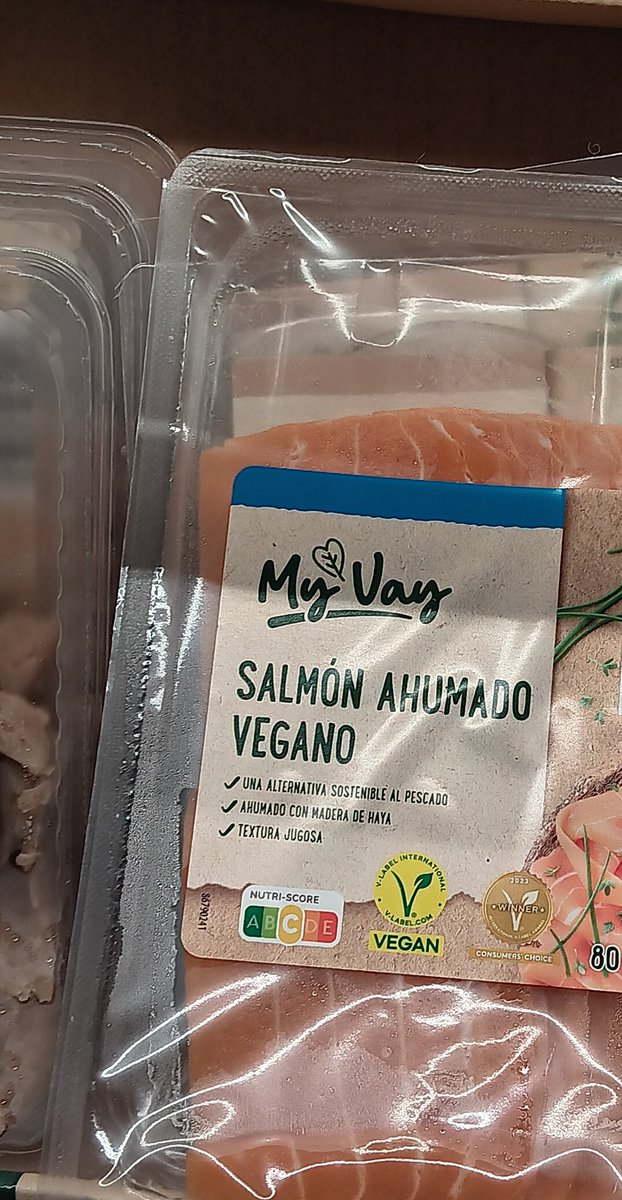 My Vay
SALMÓN AHUMADO
VEGANO
UNA ALTERNATIVA SOSTENIBLE AL PESCADO
AHUMADO CON MADERA DE HAYA
TEXTURA JUGOSA
NUTRI-SCORE
A B C D E
V-LABEL INTERNATIONAL
V-LABEL.COM
VEGAN
2023
WINNER
CONSUMERS' CHOICE
80